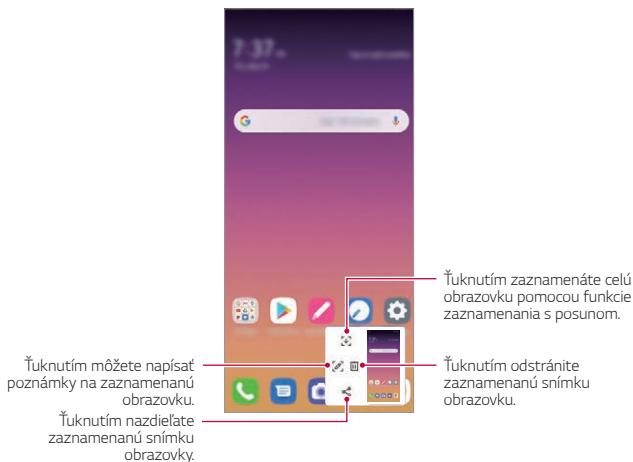 7:37
Ťuknutím zaznamenáte celú
obrazovku pomocou funkcie
zaznamenania s posunom.
Ťuknutím môžete napísať
poznámky na zaznamenanú
obrazovku.
Ťuknutím odstránite
zaznamenanú snímku
obrazovku.
Ťuknutím nazdieľate
zaznamenanú snímku
obrazovky.